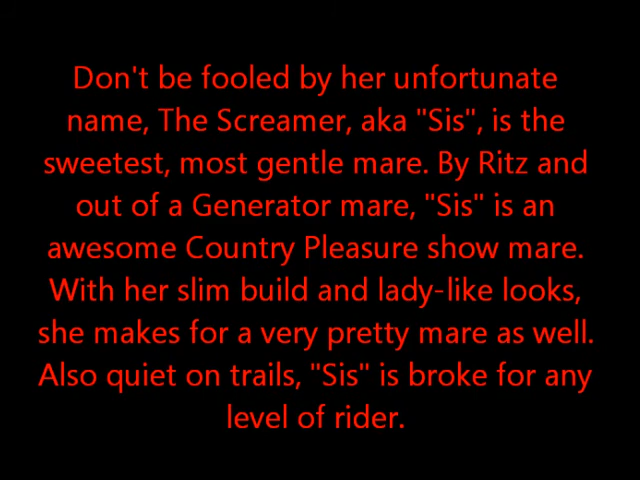 Don't be fooled by her unfortunate
name, The Screamer, aka "Sis", is the
sweetest, most gentle mare. By Ritz and
out of a Generator mare, "Sis" is an
awesome Country Pleasure show mare.
With her slim build and lady-like looks,
she makes for a very pretty mare as well.
Also quiet on trails, "Sis" is broke for any
level of rider.